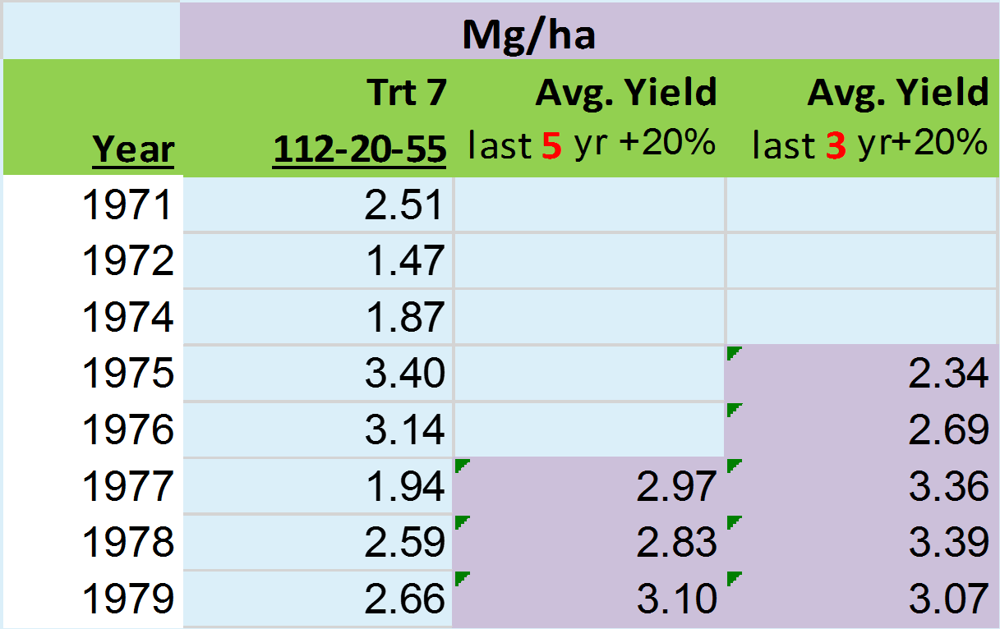 Mg/ha
Trt 7 Avg. Yield Avg. Yield
Year 112-20-55 last 5 yr +20% last 3 yr+20%
1971 2.51
1972 1.47
1974 1.87
1975 3.40 2.34
1976 3.14 2.69
1977 1.94 2.97 3.36
1978 2.59 2.83 3.39
1979 2.66 3.10 3.07